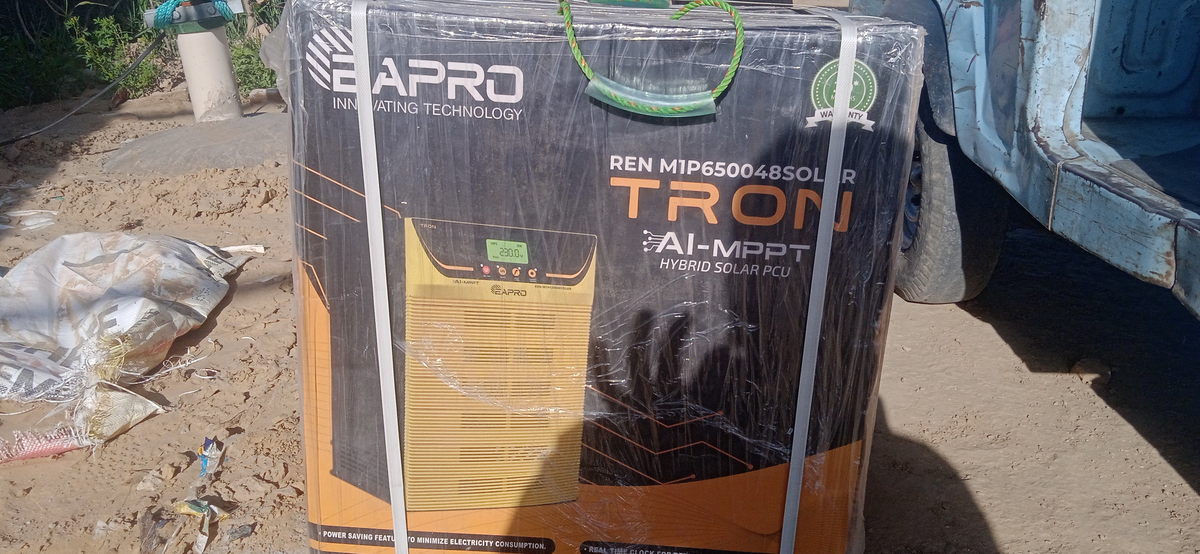 EAPRO
INNOVATING TECHNOLOGY
WARRANTY
REN M1P650048SOLAR
TRON
AI-MPPT
HYBRID SOLAR PCU
TRON
230.0
AI-MPPT
EAPRO
POWER SAVING FEATURE TO MINIMIZE ELECTRICITY CONSUMPTION.
REAL TIME CLOCK FOR